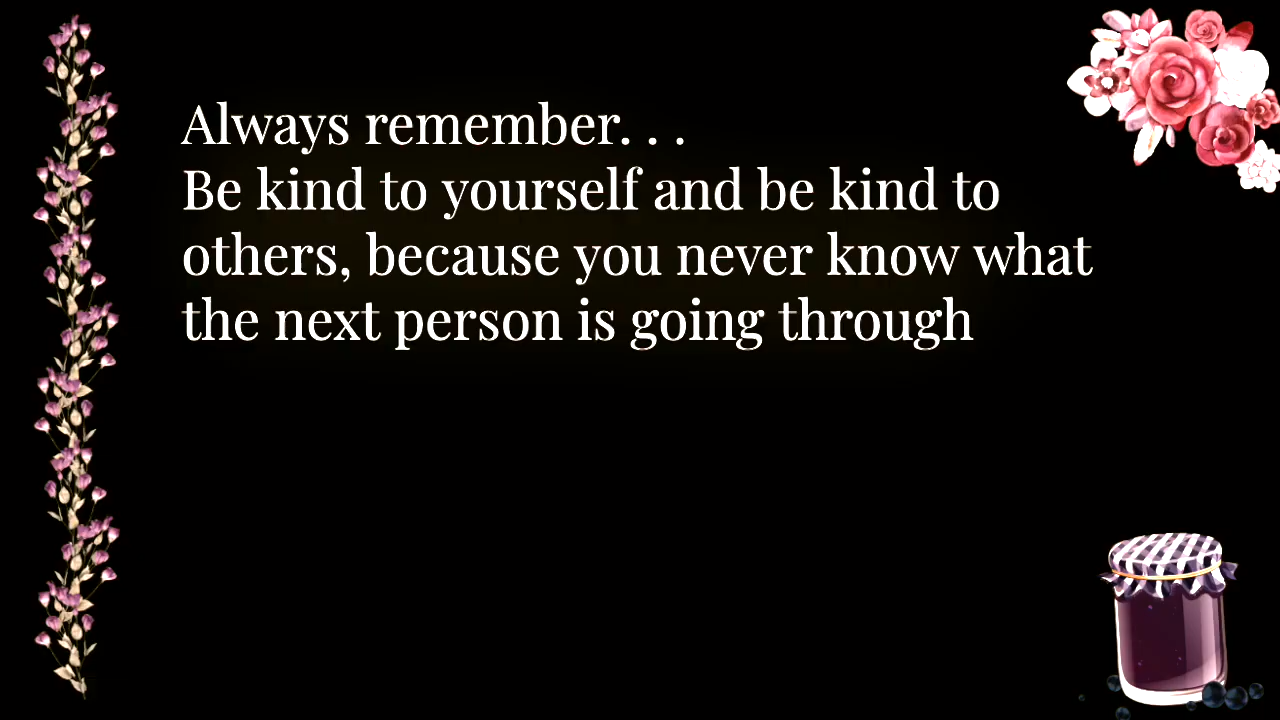 Always remember. . .
Be kind to yourself and be kind to
others, because you never know what
the next person is going through